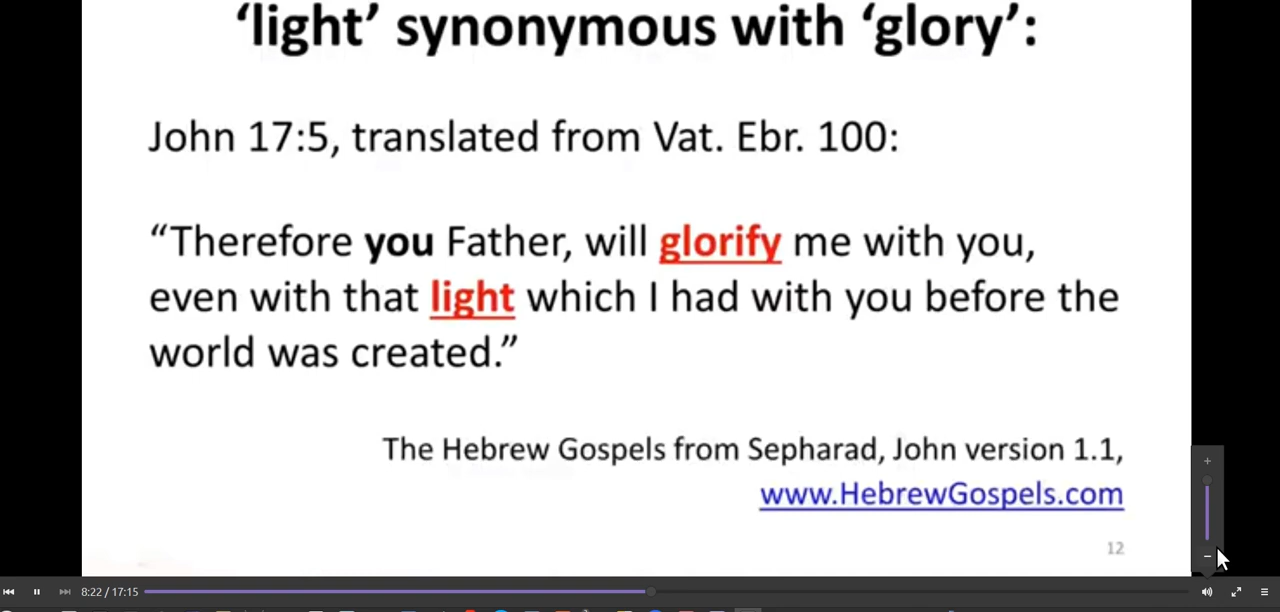 ‘light’ synonymous with ‘glory’:
John 17:5, translated from Vat. Ebr. 100:
“Therefore you Father, will glorify me with you,
even with that light which I had with you before the
world was created.”
The Hebrew Gospels from Sepharad, John version 1.1,
www.HebrewGospels.com
12
8:22 / 17:15